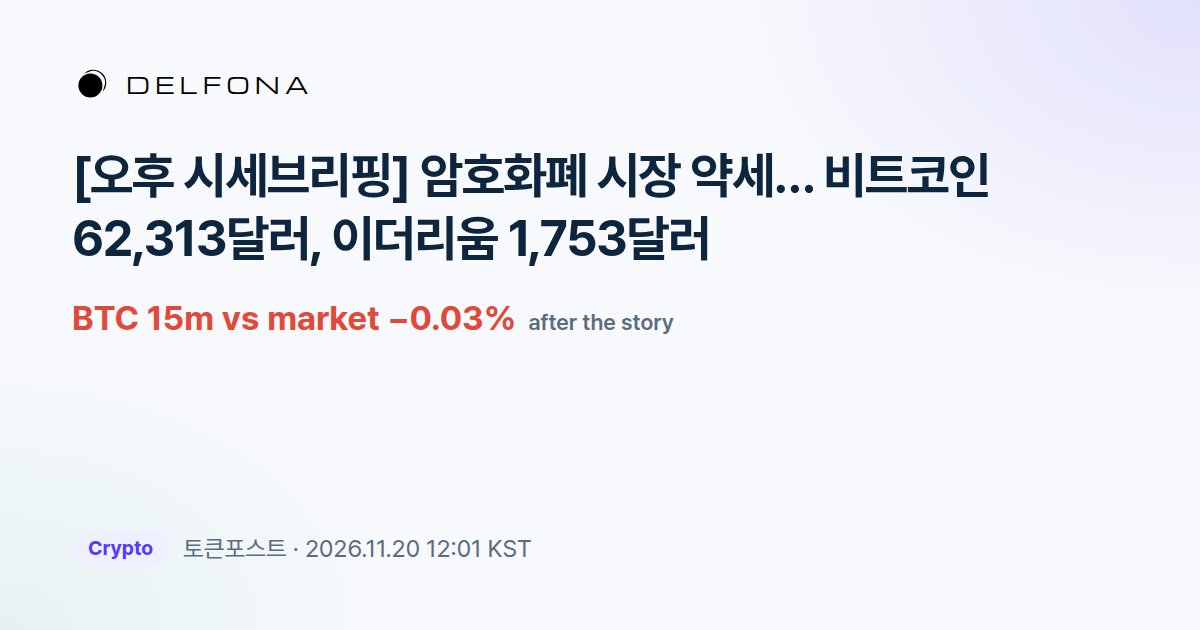 DELFONA
[오후 시세브리핑] 암호화폐 시장 약세... 비트코인
62,313달러, 이더리움 1,753달러
BTC 15m vs market −0.03% after the story
Crypto 토큰포스트 · 2026.11.20 12:01 KST